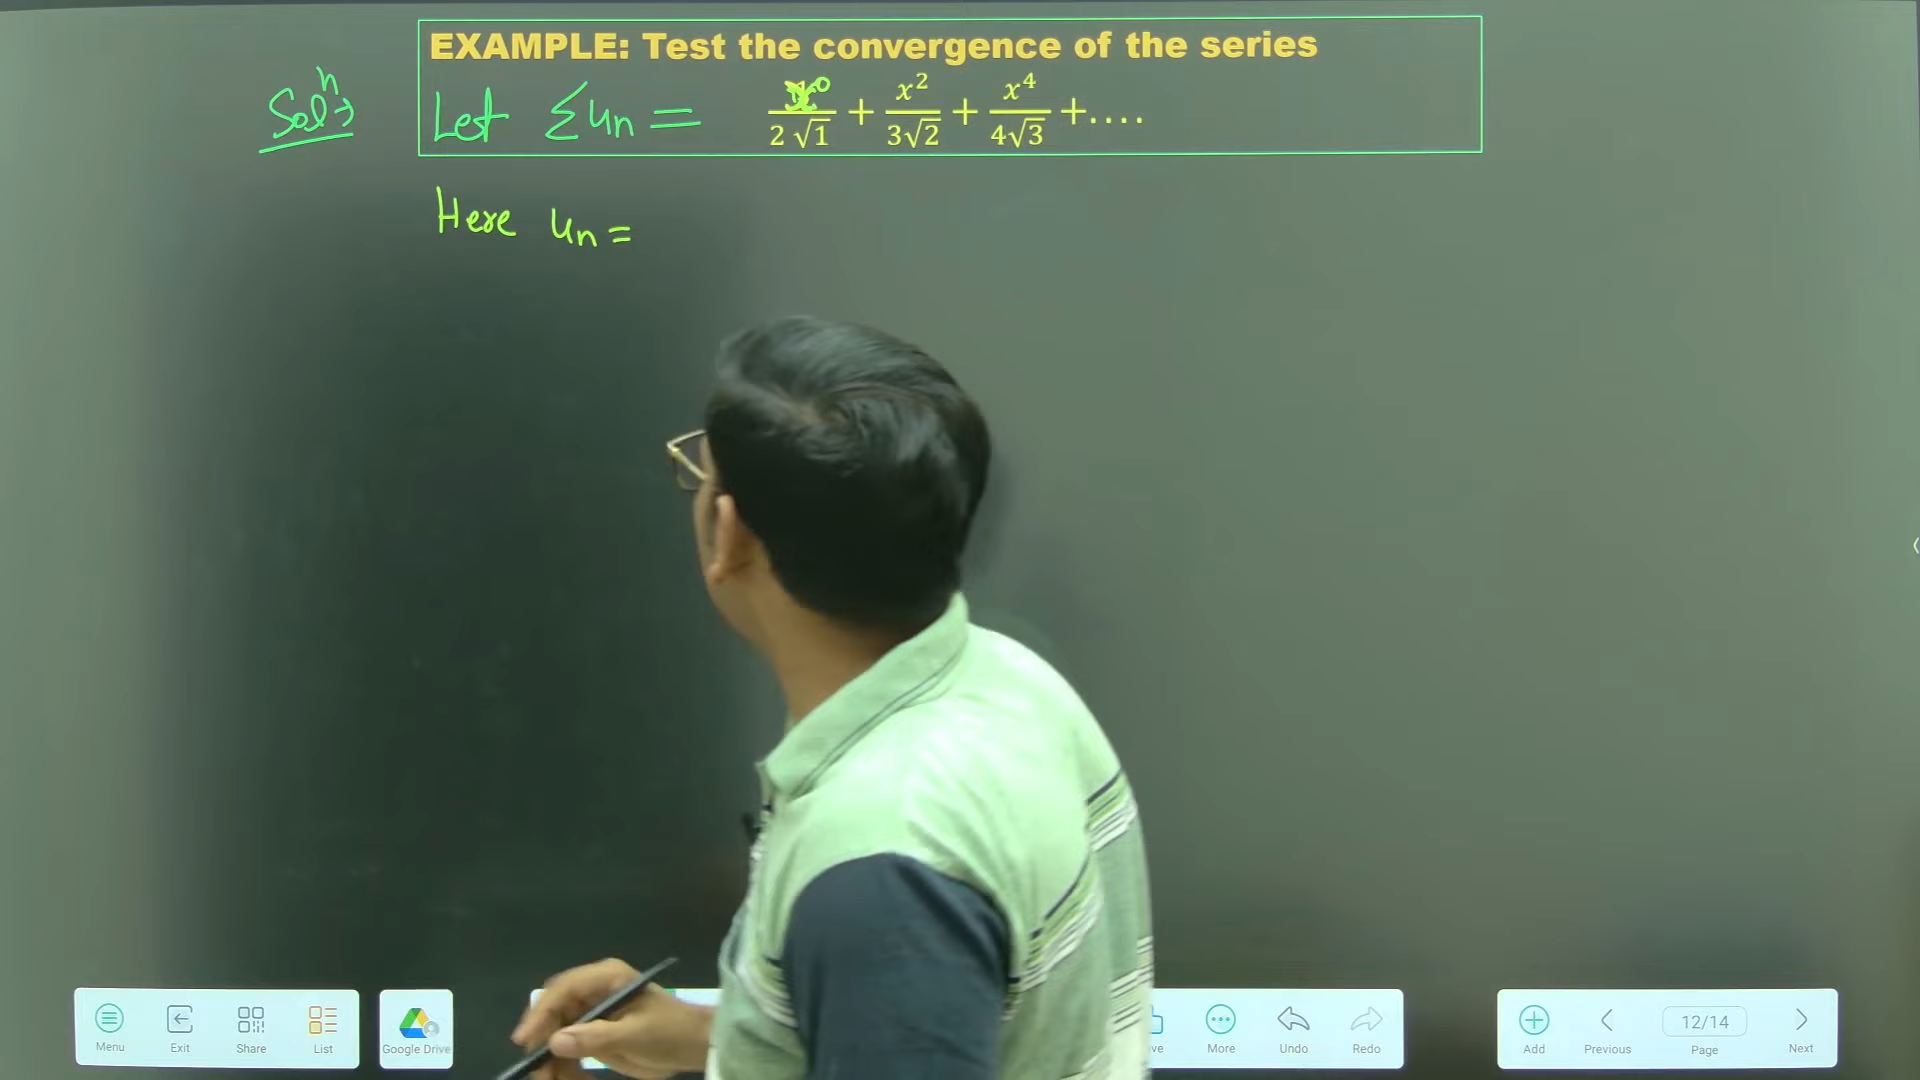 EXAMPLE: Test the convergence of the series
Solⁿ→ Let Σuₙ = x⁰/(2√1) + x²/(3√2) + x⁴/(4√3) +....
Here uₙ =
Menu Exit Share List Google Drive More Undo Redo Add Previous 12/14 Page Next